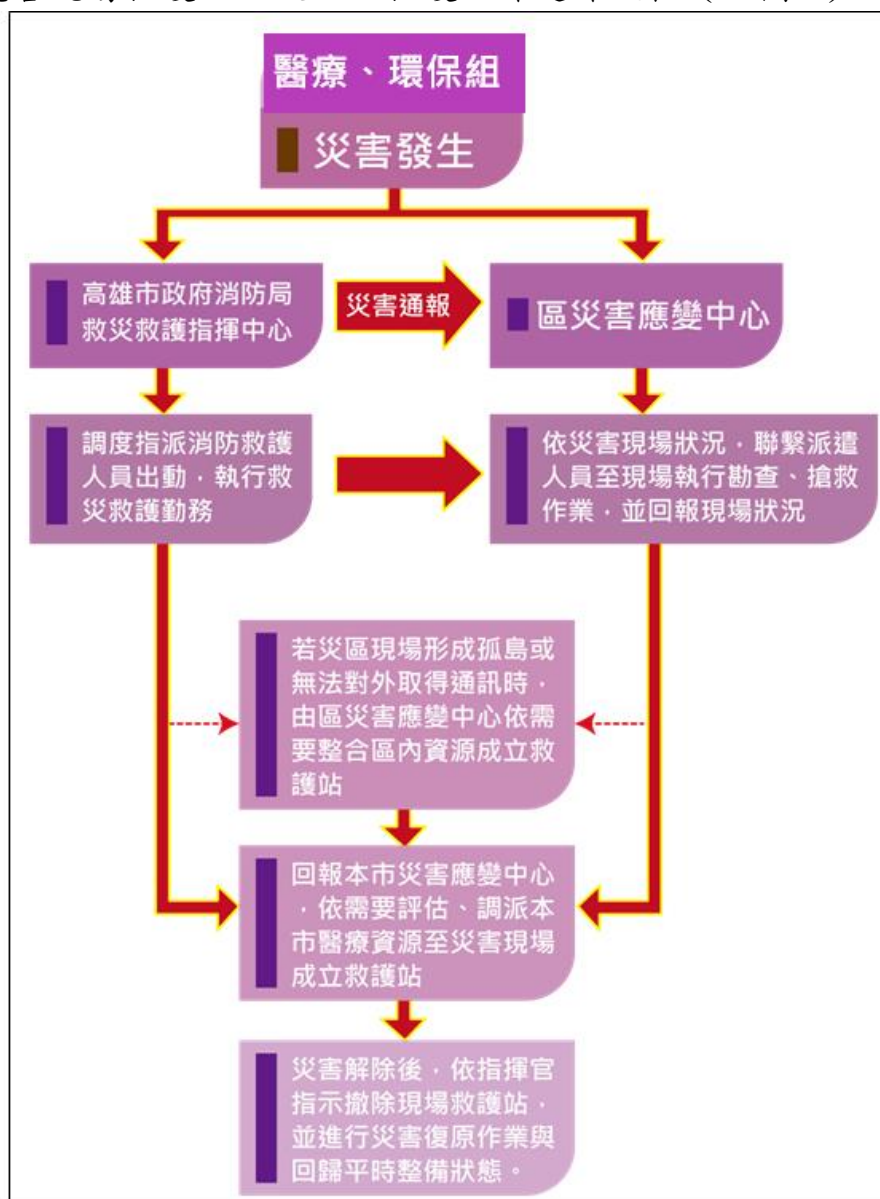 醫療、環保組
災害發生
高雄市政府消防局
救災救護指揮中心
災害通報
區災害應變中心
調度指派消防救護
人員出動，執行救
災救護勤務
依災害現場狀況，聯繫派遣
人員至現場執行勘查、搶救
作業，並回報現場狀況
若災區現場形成孤島或
無法對外取得通訊時，
由區災害應變中心依需
要整合區內資源成立救
護站
回報本市災害應變中心
，依需要評估、調派本
市醫療資源至災害現場
成立救護站
災害解除後，依指揮官
指示撤除現場救護站，
並進行災害復原作業與
回歸平時整備狀態。